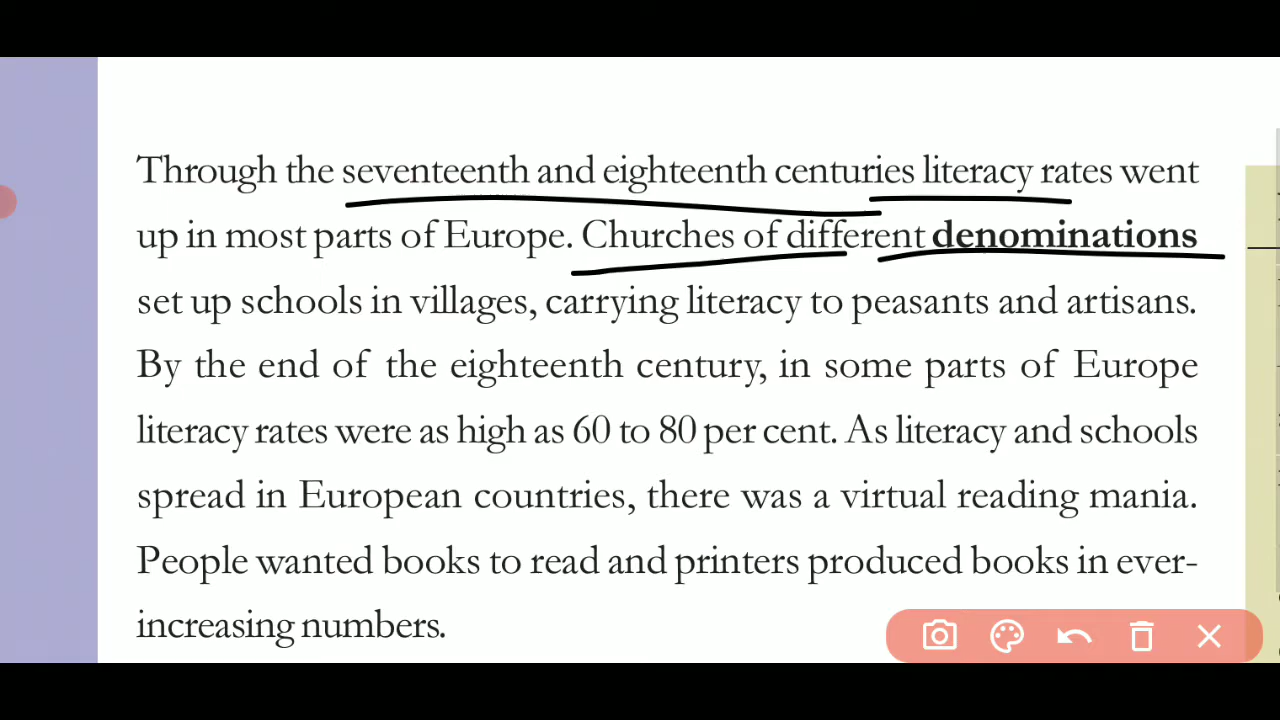 Through the seventeenth and eighteenth centuries literacy rates went
up in most parts of Europe. Churches of different denominations
set up schools in villages, carrying literacy to peasants and artisans.
By the end of the eighteenth century, in some parts of Europe
literacy rates were as high as 60 to 80 per cent. As literacy and schools
spread in European countries, there was a virtual reading mania.
People wanted books to read and printers produced books in ever-
increasing numbers.